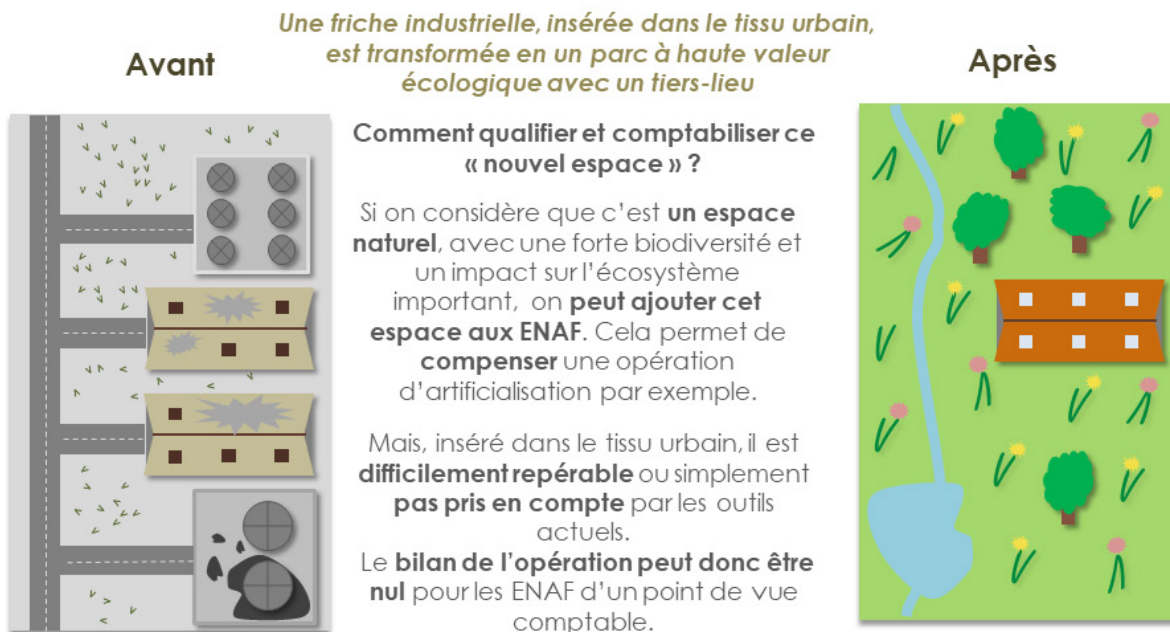 Une friche industrielle, insérée dans le tissu urbain,
est transformée en un parc à haute valeur
écologique avec un tiers-lieu
Avant
Après
Comment qualifier et comptabiliser ce
« nouvel espace » ?
Si on considère que c’est un espace
naturel, avec une forte biodiversité et
un impact sur l’écosystème
important, on peut ajouter cet
espace aux ENAF. Cela permet de
compenser une opération
d’artificialisation par exemple.
Mais, inséré dans le tissu urbain, il est
difficilement repérable ou simplement
pas pris en compte par les outils
actuels.
Le bilan de l’opération peut donc être
nul pour les ENAF d’un point de vue
comptable.